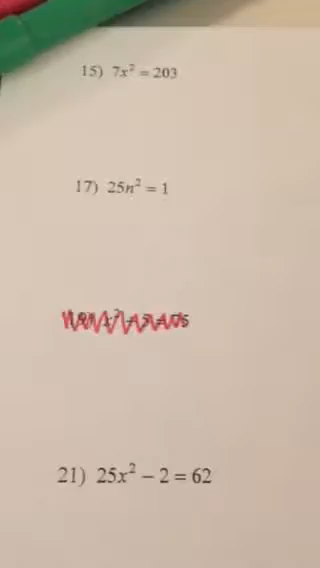 15) 7x² = 203
17) 25n² = 1
21) 25x² – 2 = 62